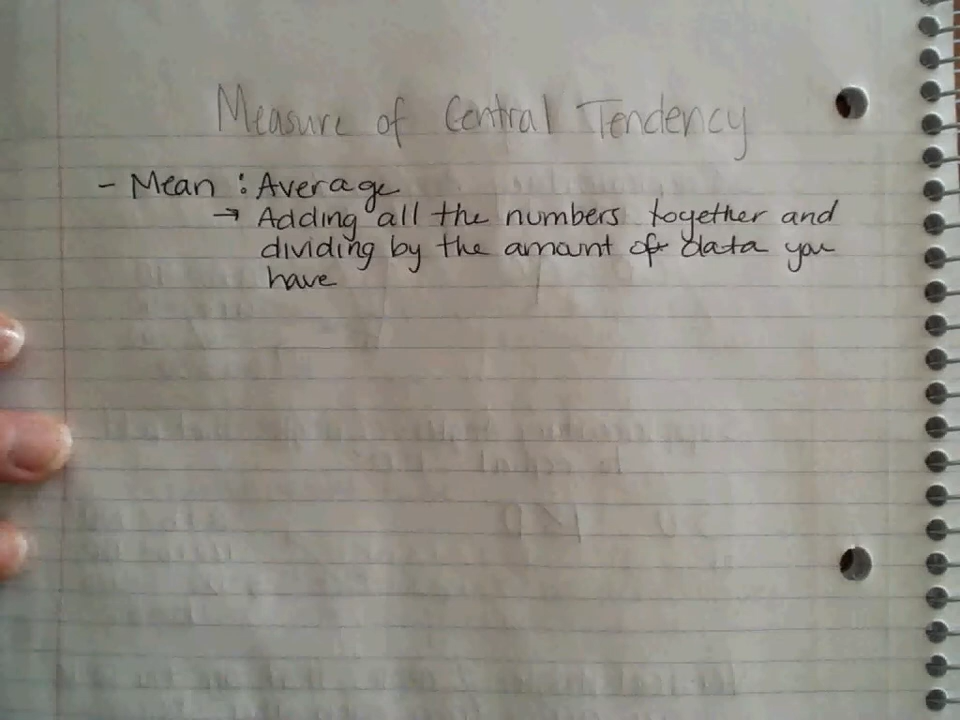 Measure of Central Tendency
- Mean : Average
→ Adding all the numbers together and
dividing by the amount of data you
have